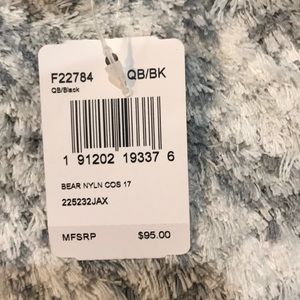 F22784 QB/BK
QB/Black
1 91202 19337 6
BEAR NYLN COS 17
225232JAX
MFSRP $95.00